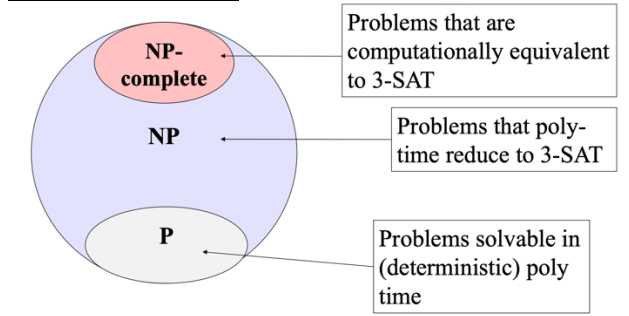 NP-
complete
NP
P
Problems that are
computationally equivalent
to 3-SAT
Problems that poly-
time reduce to 3-SAT
Problems solvable in
(deterministic) poly
time